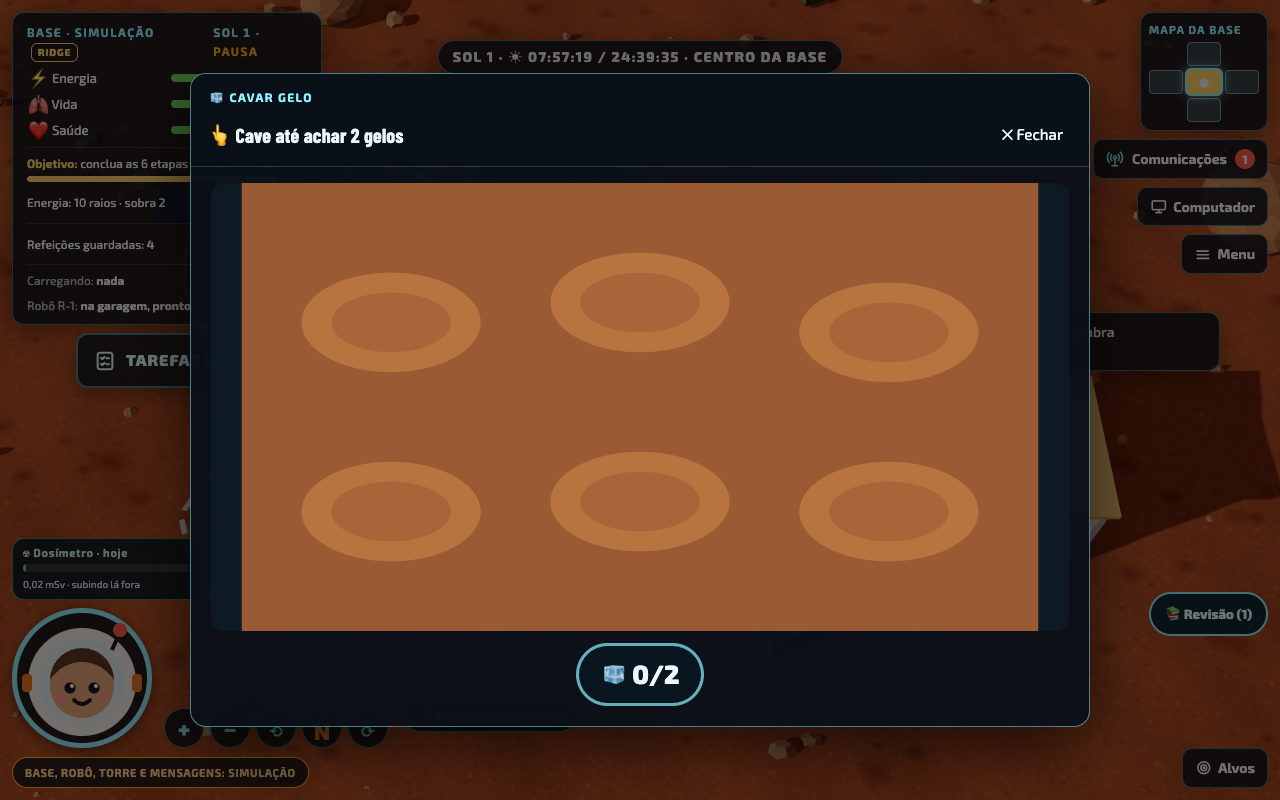 BASE · SIMULAÇÃO
RIDGE
SOL 1 · PAUSA
Energia
Vida
Saúde
Objetivo: conclua as 6 etapas
Energia: 10 raios · sobra 2
Refeições guardadas: 4
Carregando: nada
Robô R-1: na garagem, pronto
TAREFAS
SOL 1 · ☀ 07:57:19 / 24:39:35 · CENTRO DA BASE
CAVAR GELO
Cave até achar 2 gelos
Fechar
0/2
MAPA DA BASE
Comunicações 1
Computador
Menu
Dosímetro · hoje
0,02 mSv · subindo lá fora
N
BASE, ROBÔ, TORRE E MENSAGENS: SIMULAÇÃO
Revisão (1)
Alvos